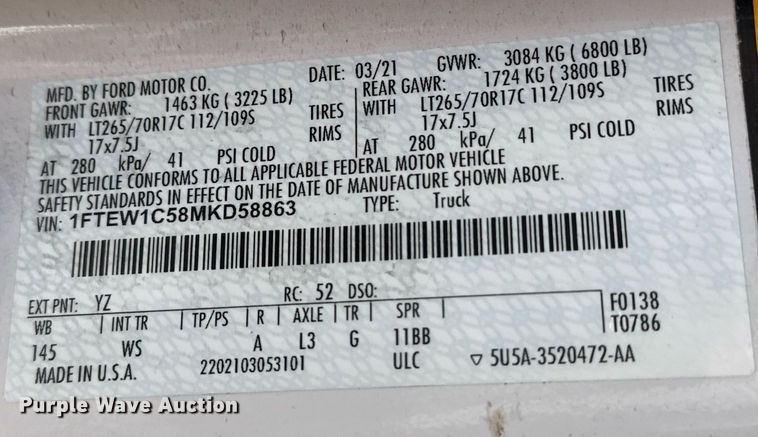 MFD. BY FORD MOTOR CO. DATE: 03/21 GVWR: 3084 KG ( 6800 LB)
FRONT GAWR: 1463 KG ( 3225 LB) REAR GAWR: 1724 KG ( 3800 LB)
WITH LT265/70R17C 112/109S TIRES WITH LT265/70R17C 112/109S TIRES
17x7.5J RIMS 17x7.5J RIMS
AT 280 kPa/ 41 PSI COLD AT 280 kPa/ 41 PSI COLD
THIS VEHICLE CONFORMS TO ALL APPLICABLE FEDERAL MOTOR VEHICLE
SAFETY STANDARDS IN EFFECT ON THE DATE OF MANUFACTURE SHOWN ABOVE.
VIN: 1FTEW1C58MKD58863 TYPE: Truck
EXT PNT: YZ RC: 52 DSO:
WB INT TR TP/PS R AXLE TR SPR F0138
145 WS A L3 G 11BB T0786
MADE IN U.S.A. 2202103053101 ULC ▽ 5U5A-3520472-AA
Purple Wave Auction